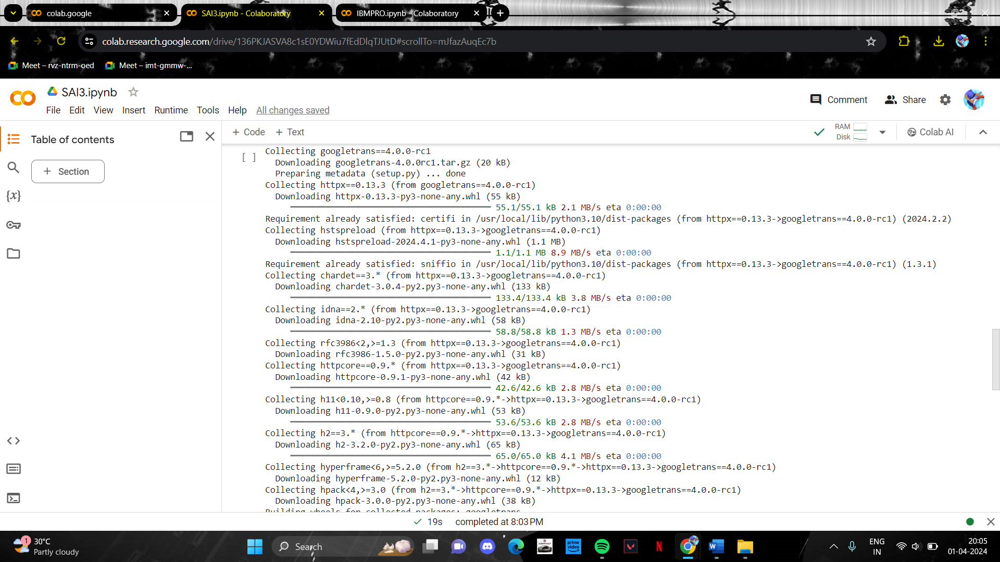 colab.google
SAI3.ipynb - Colaboratory
IBMPRO.ipynb - Colaboratory
colab.research.google.com/drive/136PKJASVA8c1sE0YDWiu7fEdDlqTJUtD#scrollTo=mJfazAuqEc7b
Meet – rvz-ntrm-oed
Meet – imt-gmmw-...
SAI3.ipynb
File Edit View Insert Runtime Tools Help All changes saved
Comment
Share
Table of contents
+ Section
+ Code + Text
RAM
Disk
Colab AI
[ ]
Collecting googletrans==4.0.0-rc1
Downloading googletrans-4.0.0rc1.tar.gz (20 kB)
Preparing metadata (setup.py) ... done
Collecting httpx==0.13.3 (from googletrans==4.0.0-rc1)
Downloading httpx-0.13.3-py3-none-any.whl (55 kB)
55.1/55.1 kB 2.1 MB/s eta 0:00:00
Requirement already satisfied: certifi in /usr/local/lib/python3.10/dist-packages (from httpx==0.13.3->googletrans==4.0.0-rc1) (2024.2.2)
Collecting hstspreload (from httpx==0.13.3->googletrans==4.0.0-rc1)
Downloading hstspreload-2024.4.1-py3-none-any.whl (1.1 MB)
1.1/1.1 MB 8.9 MB/s eta 0:00:00
Requirement already satisfied: sniffio in /usr/local/lib/python3.10/dist-packages (from httpx==0.13.3->googletrans==4.0.0-rc1) (1.3.1)
Collecting chardet==3.* (from httpx==0.13.3->googletrans==4.0.0-rc1)
Downloading chardet-3.0.4-py2.py3-none-any.whl (133 kB)
133.4/133.4 kB 3.8 MB/s eta 0:00:00
Collecting idna==2.* (from httpx==0.13.3->googletrans==4.0.0-rc1)
Downloading idna-2.10-py2.py3-none-any.whl (58 kB)
58.8/58.8 kB 1.3 MB/s eta 0:00:00
Collecting rfc3986<2,>=1.3 (from httpx==0.13.3->googletrans==4.0.0-rc1)
Downloading rfc3986-1.5.0-py2.py3-none-any.whl (31 kB)
Collecting httpcore==0.9.* (from httpx==0.13.3->googletrans==4.0.0-rc1)
Downloading httpcore-0.9.1-py3-none-any.whl (42 kB)
42.6/42.6 kB 2.8 MB/s eta 0:00:00
Collecting h11<0.10,>=0.8 (from httpcore==0.9.*->httpx==0.13.3->googletrans==4.0.0-rc1)
Downloading h11-0.9.0-py2.py3-none-any.whl (53 kB)
53.6/53.6 kB 2.8 MB/s eta 0:00:00
Collecting h2==3.* (from httpcore==0.9.*->httpx==0.13.3->googletrans==4.0.0-rc1)
Downloading h2-3.2.0-py2.py3-none-any.whl (65 kB)
65.0/65.0 kB 4.1 MB/s eta 0:00:00
Collecting hyperframe<6,>=5.2.0 (from h2==3.*->httpcore==0.9.*->httpx==0.13.3->googletrans==4.0.0-rc1)
Downloading hyperframe-5.2.0-py2.py3-none-any.whl (12 kB)
Collecting hpack<4,>=3.0 (from h2==3.*->httpcore==0.9.*->httpx==0.13.3->googletrans==4.0.0-rc1)
Downloading hpack-3.0.0-py2.py3-none-any.whl (38 kB)
Building wheels for collected packages: googletrans
19s completed at 8:03 PM
1
30°C
Partly cloudy
Search
prime video
ENG
IN
20:05
01-04-2024